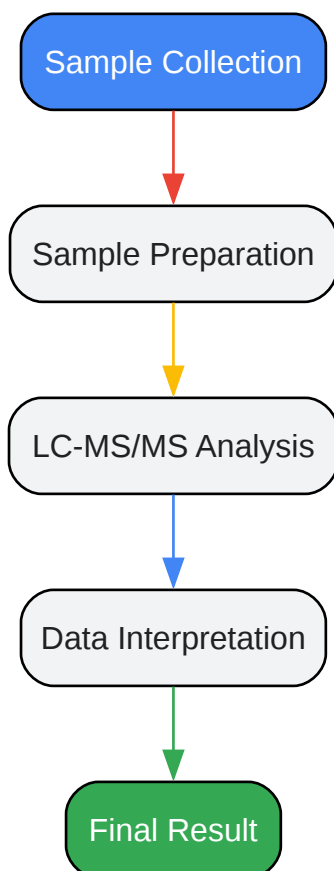 Sample Collection
Sample Preparation
LC-MS/MS Analysis
Data Interpretation
Final Result